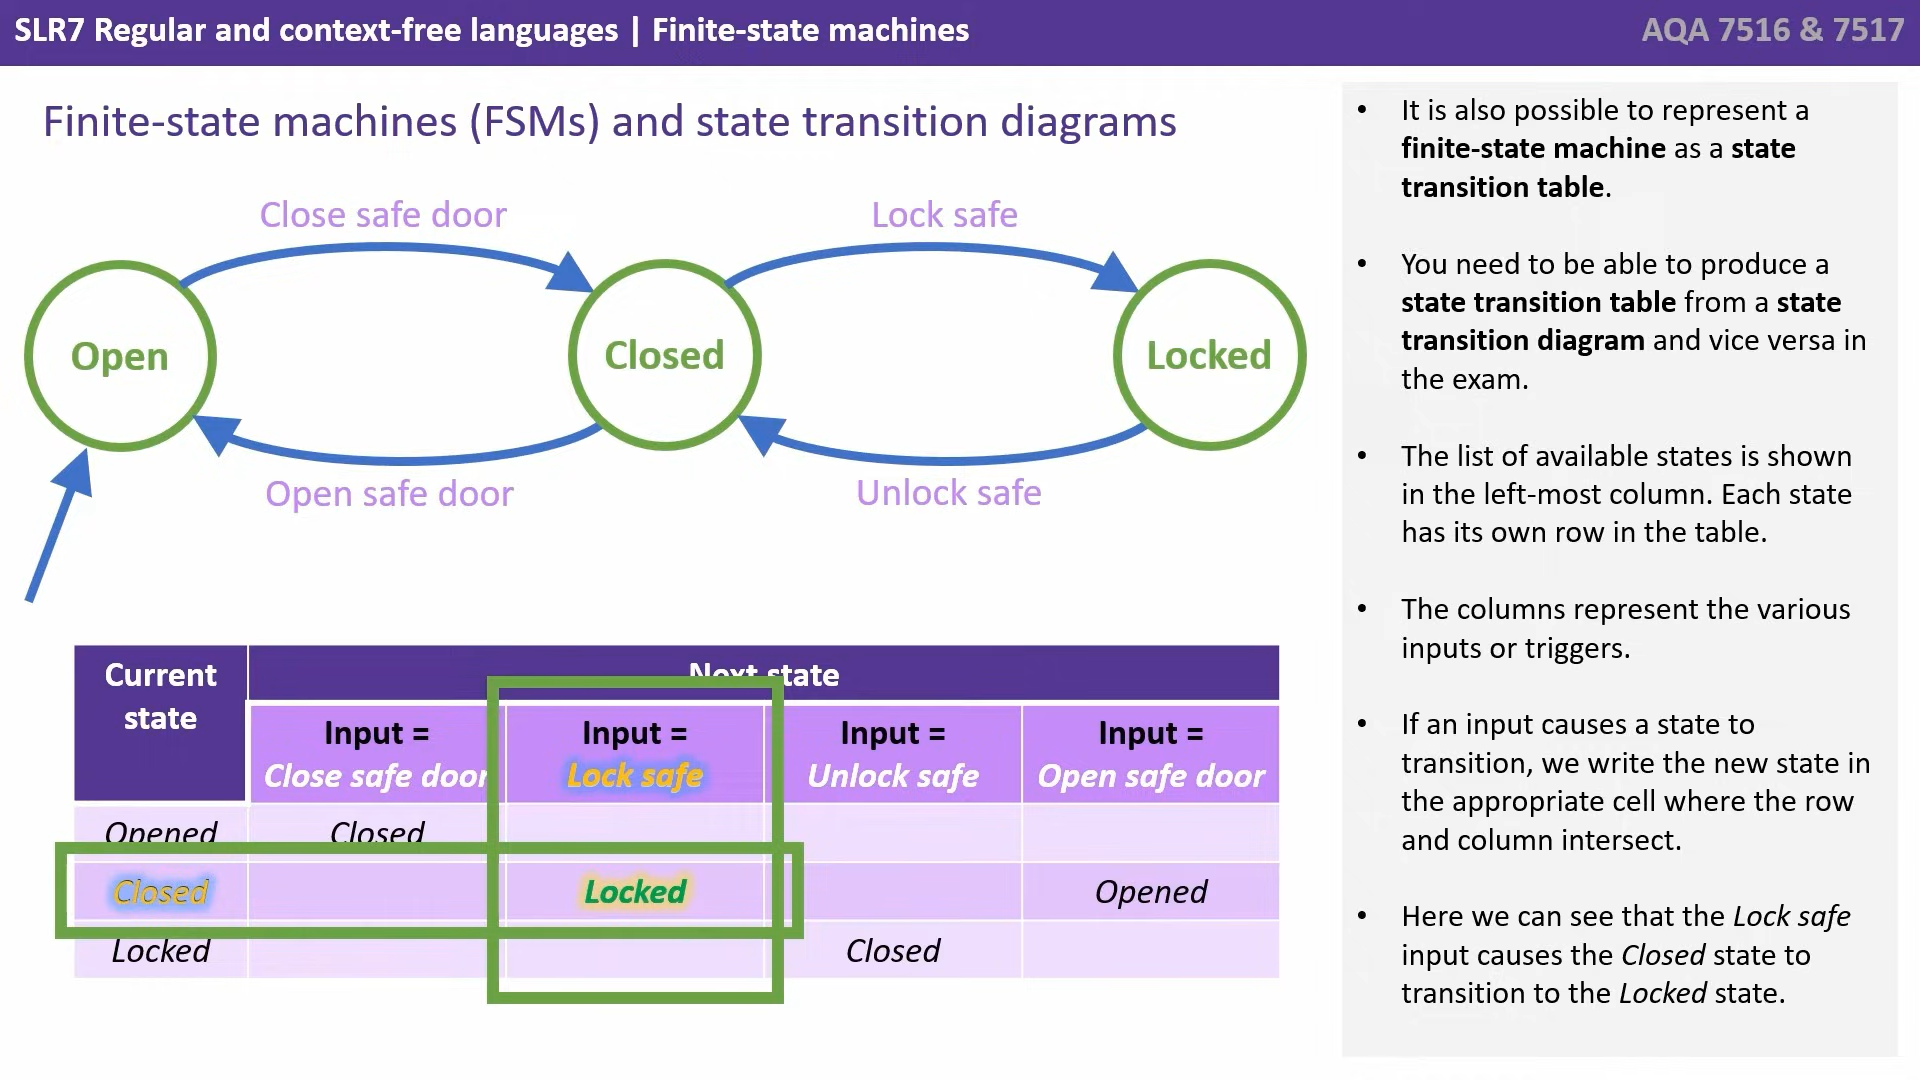 SLR7 Regular and context-free languages | Finite-state machines
AQA 7516 & 7517
Finite-state machines (FSMs) and state transition diagrams
Close safe door
Lock safe
Open
Closed
Locked
Open safe door
Unlock safe
Current
state
Next state
Input =
Close safe door
Input =
Lock safe
Input =
Unlock safe
Input =
Open safe door
Opened
Closed
Closed
Locked
Opened
Locked
Closed
• It is also possible to represent a
finite-state machine as a state
transition table.
• You need to be able to produce a
state transition table from a state
transition diagram and vice versa in
the exam.
• The list of available states is shown
in the left-most column. Each state
has its own row in the table.
• The columns represent the various
inputs or triggers.
• If an input causes a state to
transition, we write the new state in
the appropriate cell where the row
and column intersect.
• Here we can see that the Lock safe
input causes the Closed state to
transition to the Locked state.